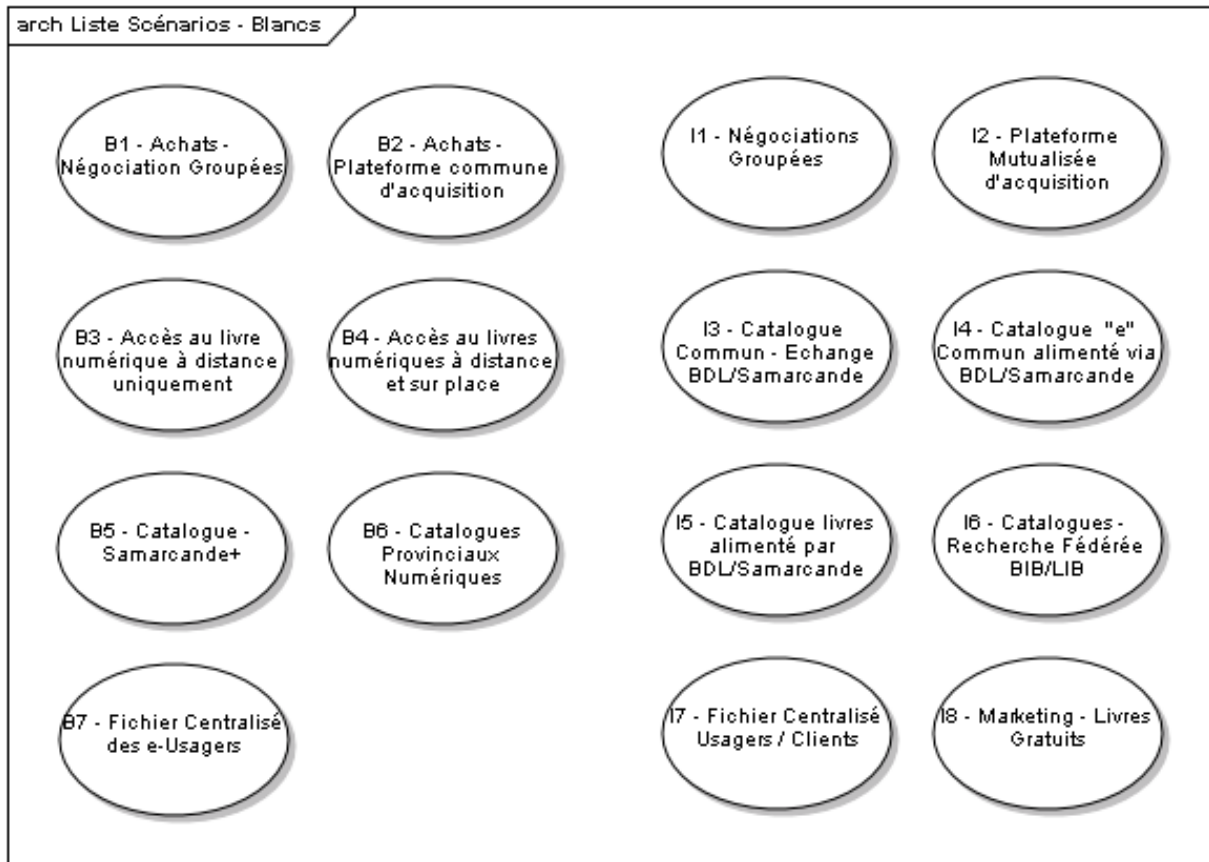 arch Liste Scénarios - Blancs
B1 - Achats -
Négociation Groupées
B2 - Achats -
Plateforme commune
d'acquisition
I1 - Négociations
Groupées
I2 - Plateforme
Mutualisée
d'acquisition
B3 - Accès au livre
numérique à distance
uniquement
B4 - Accès au livres
numériques à distance
et sur place
I3 - Catalogue
Commun - Echange
BDL/Samarcande
I4 - Catalogue "e"
Commun alimenté via
BDL/Samarcande
B5 - Catalogue -
Samarcande+
B6 - Catalogues
Provinciaux
Numériques
I5 - Catalogue livres
alimenté par
BDL/Samarcande
I6 - Catalogues -
Recherche Fédérée
BIB/LIB
B7 - Fichier Centralisé
des e-Usagers
I7 - Fichier Centralisé
Usagers / Clients
I8 - Marketing - Livres
Gratuits